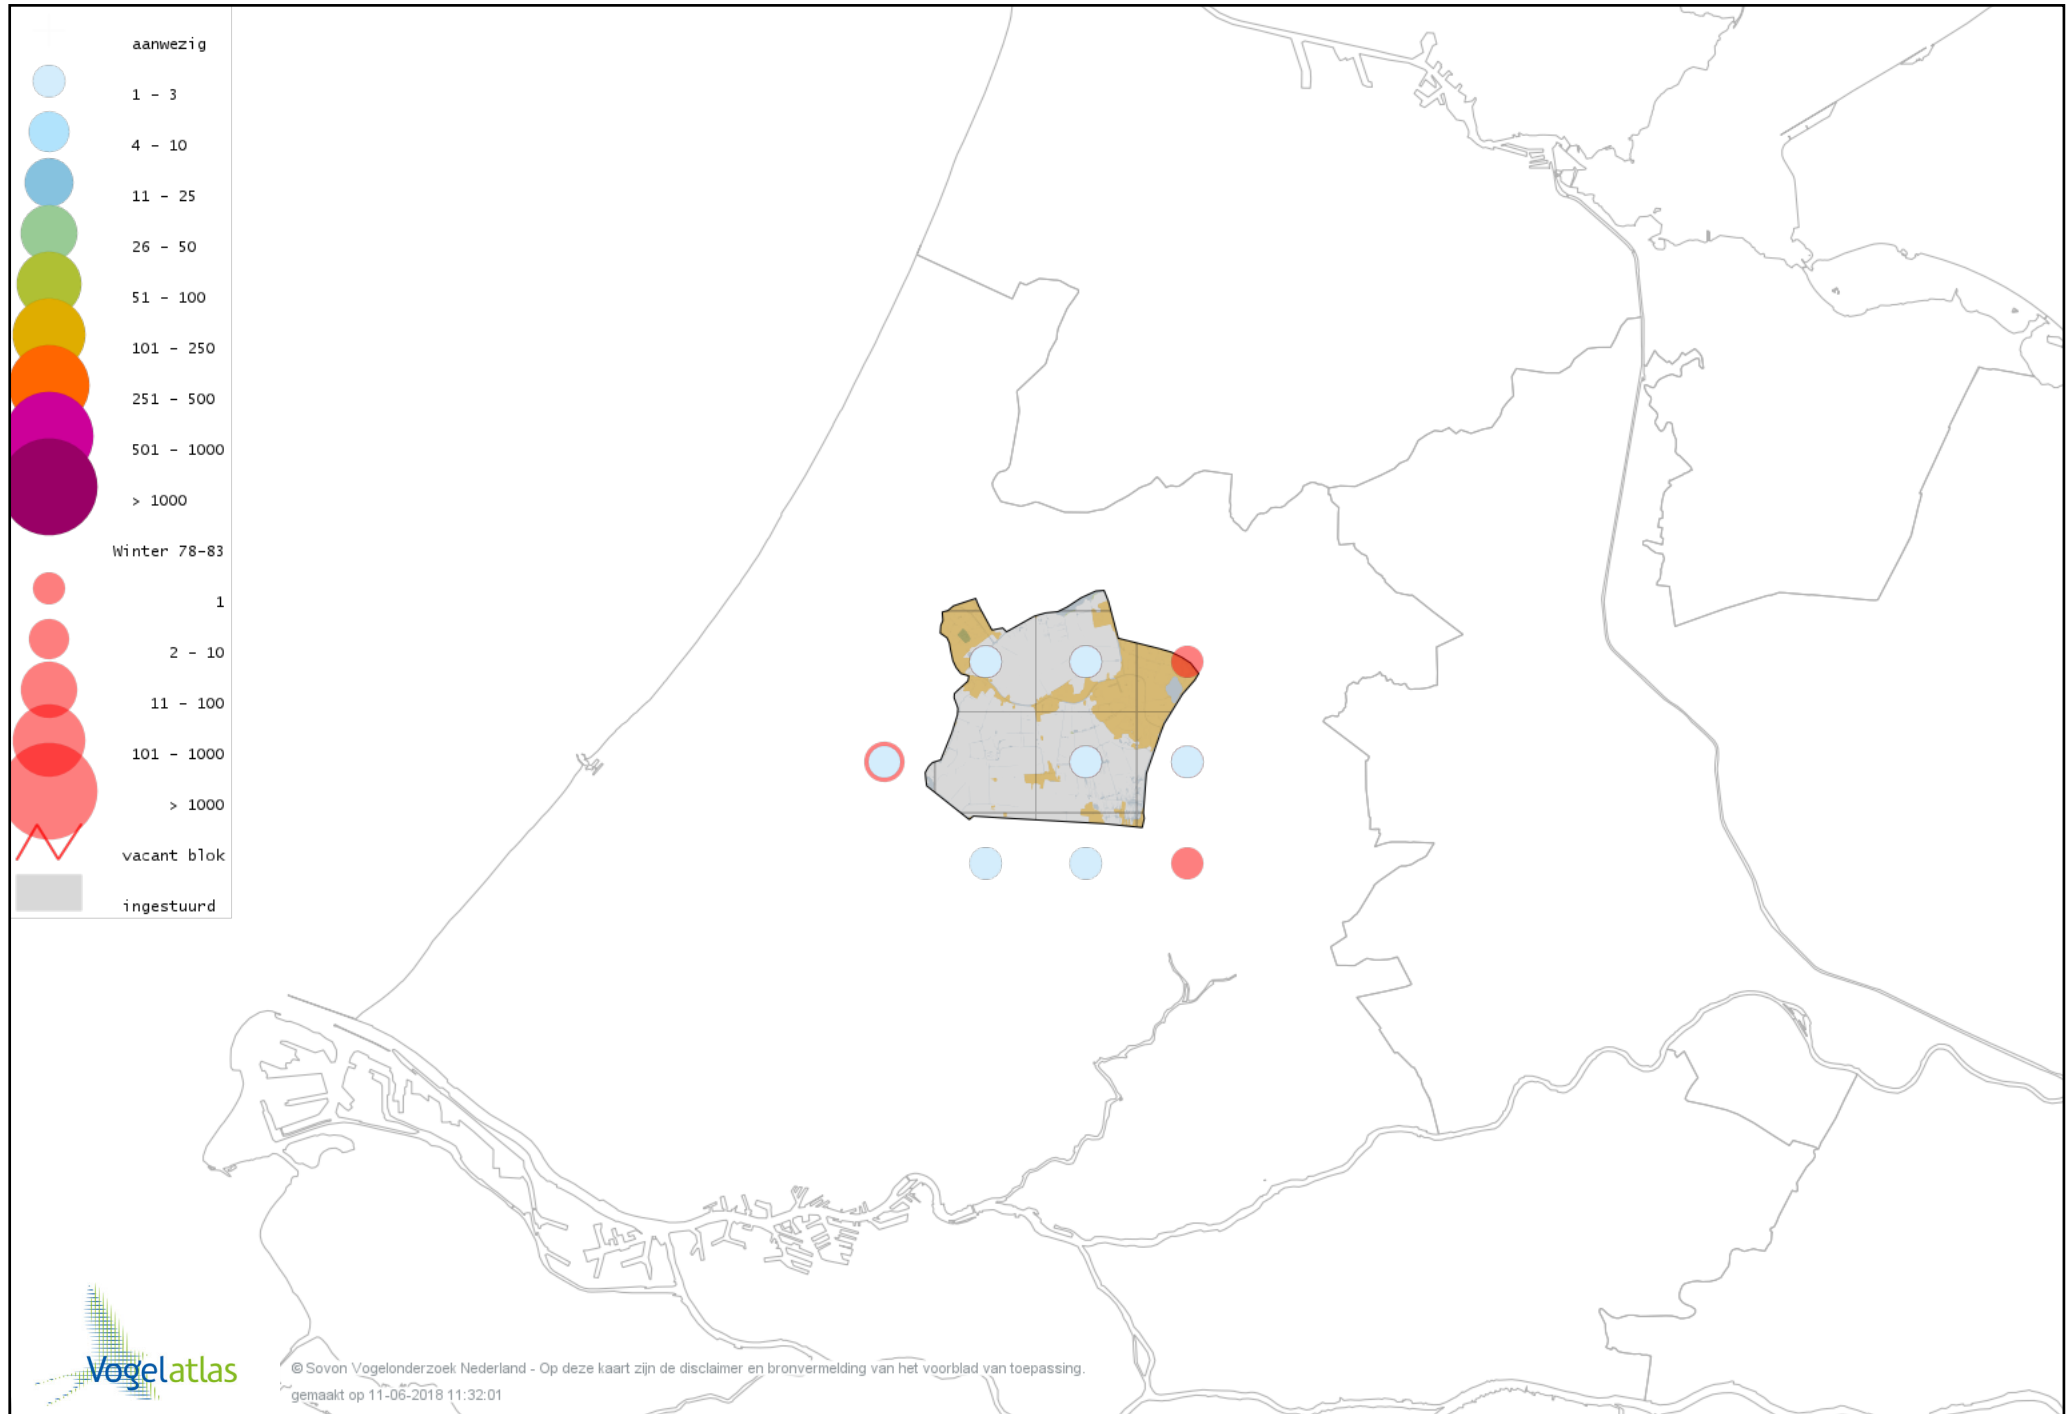 aanwezig
1 - 3
4 - 10
11 - 25
26 - 50
51 - 100
101 - 250
251 - 500
501 - 1000
> 1000
Winter 78-83
1
2 - 10
11 - 100
101 - 1000
> 1000
vacant blok
ingestuurd
Vogelatlas
© Sovon Vogelonderzoek Nederland - Op deze kaart zijn de disclaimer en bronvermelding van het voorblad van toepassing.
gemaakt op 11-06-2018 11:32:01